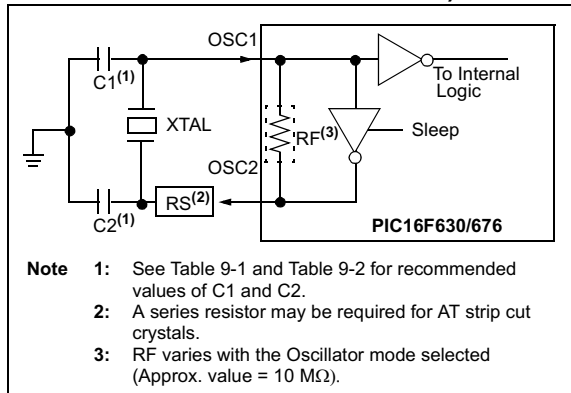 OSC1
C1(1)
To Internal
Logic
XTAL
RF(3)
Sleep
OSC2
C2(1)
RS(2)
PIC16F630/676
Note 1: See Table 9-1 and Table 9-2 for recommended
values of C1 and C2.
2: A series resistor may be required for AT strip cut
crystals.
3: RF varies with the Oscillator mode selected
(Approx. value = 10 MΩ).